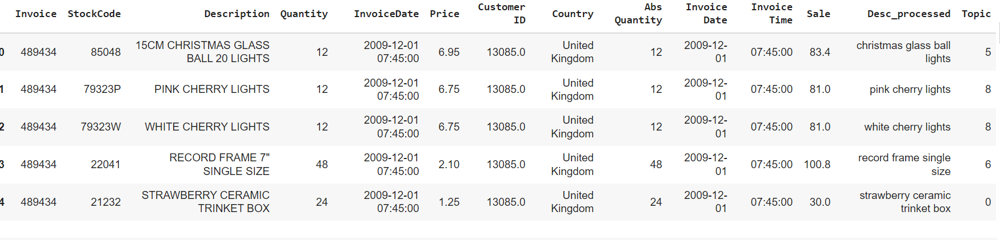 Invoice StockCode Description Quantity InvoiceDate Price Customer ID Country Abs Quantity Invoice Date Invoice Time Sale Desc_processed Topic
0 489434 85048 15CM CHRISTMAS GLASS BALL 20 LIGHTS 12 2009-12-01 07:45:00 6.95 13085.0 United Kingdom 12 2009-12-01 07:45:00 83.4 christmas glass ball lights 5
1 489434 79323P PINK CHERRY LIGHTS 12 2009-12-01 07:45:00 6.75 13085.0 United Kingdom 12 2009-12-01 07:45:00 81.0 pink cherry lights 8
2 489434 79323W WHITE CHERRY LIGHTS 12 2009-12-01 07:45:00 6.75 13085.0 United Kingdom 12 2009-12-01 07:45:00 81.0 white cherry lights 8
3 489434 22041 RECORD FRAME 7" SINGLE SIZE 48 2009-12-01 07:45:00 2.10 13085.0 United Kingdom 48 2009-12-01 07:45:00 100.8 record frame single size 6
4 489434 21232 STRAWBERRY CERAMIC TRINKET BOX 24 2009-12-01 07:45:00 1.25 13085.0 United Kingdom 24 2009-12-01 07:45:00 30.0 strawberry ceramic trinket box 0